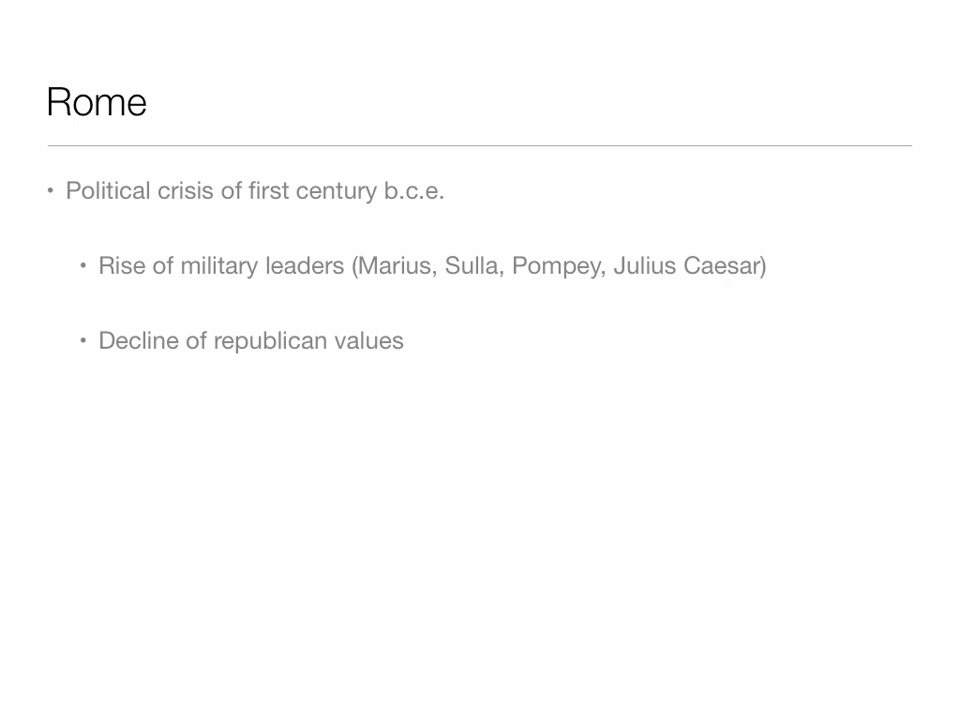 Rome
• Political crisis of first century b.c.e.
• Rise of military leaders (Marius, Sulla, Pompey, Julius Caesar)
• Decline of republican values